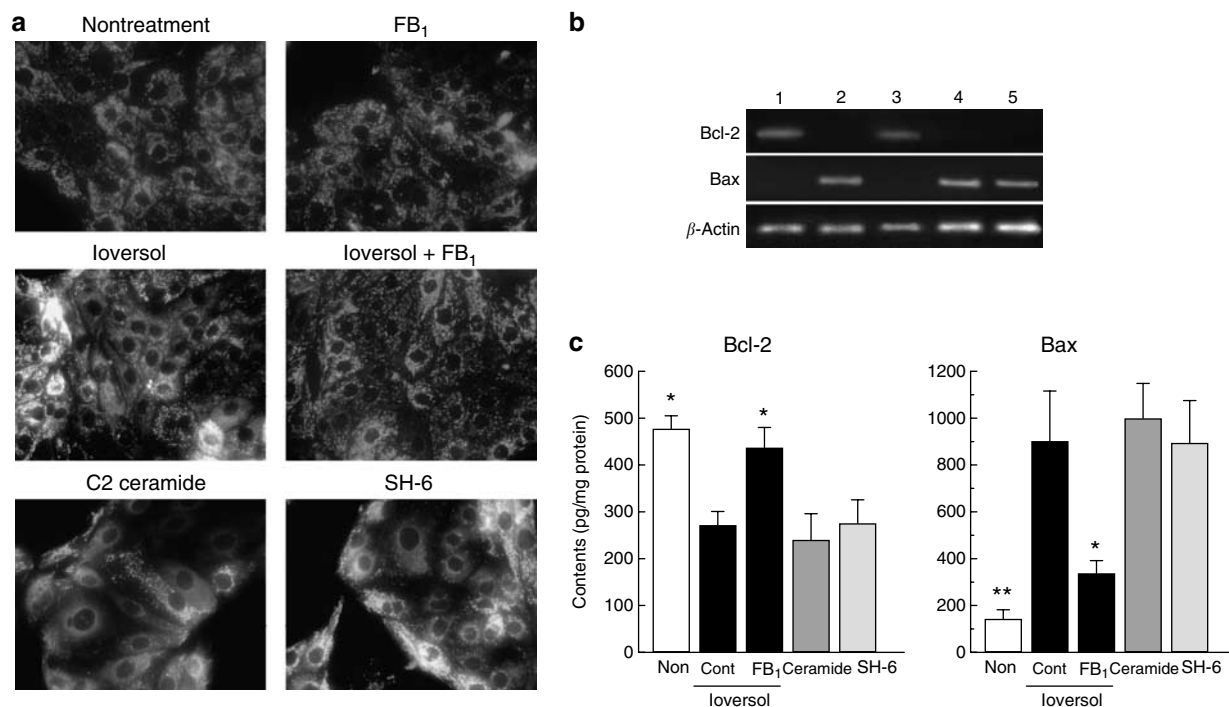 a
Nontreatment
FB₁
Ioversol
Ioversol + FB₁
C2 ceramide
SH-6
b
1 2 3 4 5
Bcl-2
Bax
β-Actin
c
Bcl-2
Contents (pg/mg protein)
600
500
400
300
200
100
0
*
*
Non Cont FB₁ Ceramide SH-6
Ioversol
Bax
1200
1000
800
600
400
200
0
**
*
Non Cont FB₁ Ceramide SH-6
Ioversol